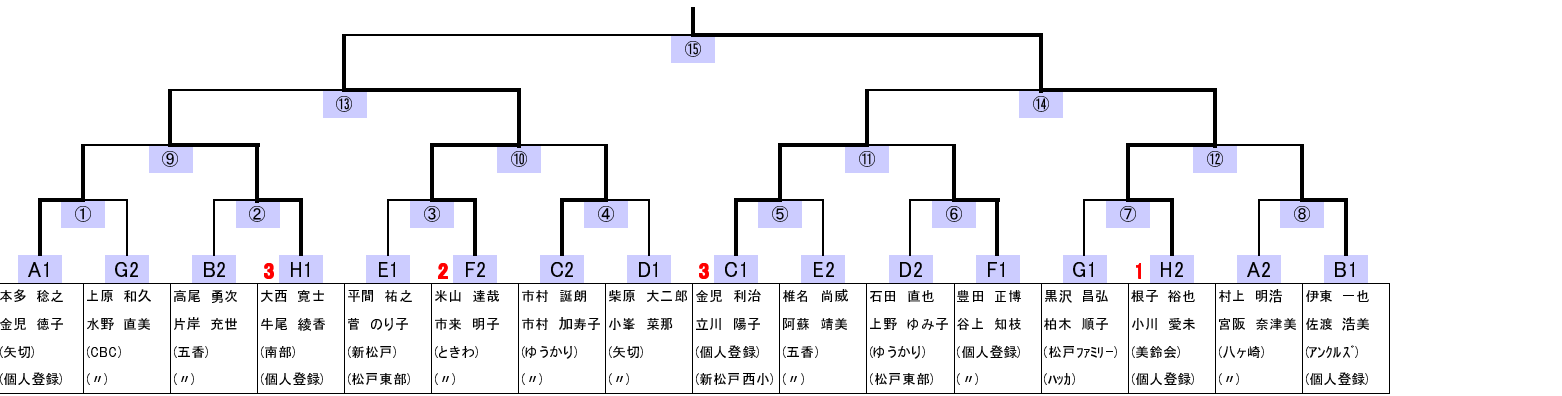 ⑮
⑬ ⑭
⑨ ⑩ ⑪ ⑫
① ② ③ ④ ⑤ ⑥ ⑦ ⑧
A1 G2 B2 3 H1 E1 2 F2 C2 D1 3 C1 E2 D2 F1 G1 1 H2 A2 B1
本多 稔之 上原 和久 高尾 勇次 大西 寛士 平間 祐之 米山 達哉 市村 誕朗 柴原 大二郎 金児 利治 椎名 尚威 石田 直也 豊田 正博 黒沢 昌弘 根子 裕也 村上 明浩 伊東 一也
金児 徳子 水野 直美 片岸 充世 牛尾 綾香 菅 のり子 市来 明子 市村 加寿子 小峯 菜那 立川 陽子 阿蘇 靖美 上野 ゆみ子 谷上 知枝 柏木 順子 小川 愛未 宮阪 奈津美 佐渡 浩美
(矢切) (CBC) (五香) (南部) (新松戸) (ときわ) (ゆうかり) (矢切) (個人登録) (五香) (ゆうかり) (個人登録) (松戸ﾌｧﾐﾘｰ) (美鈴会) (八ヶ崎) (ｱﾝｸﾙｽﾞ)
(個人登録) (〃) (〃) (個人登録) (松戸東部) (〃) (〃) (〃) (新松戸西小) (〃) (松戸東部) (〃) (ﾊｯｶ) (個人登録) (〃) (個人登録)